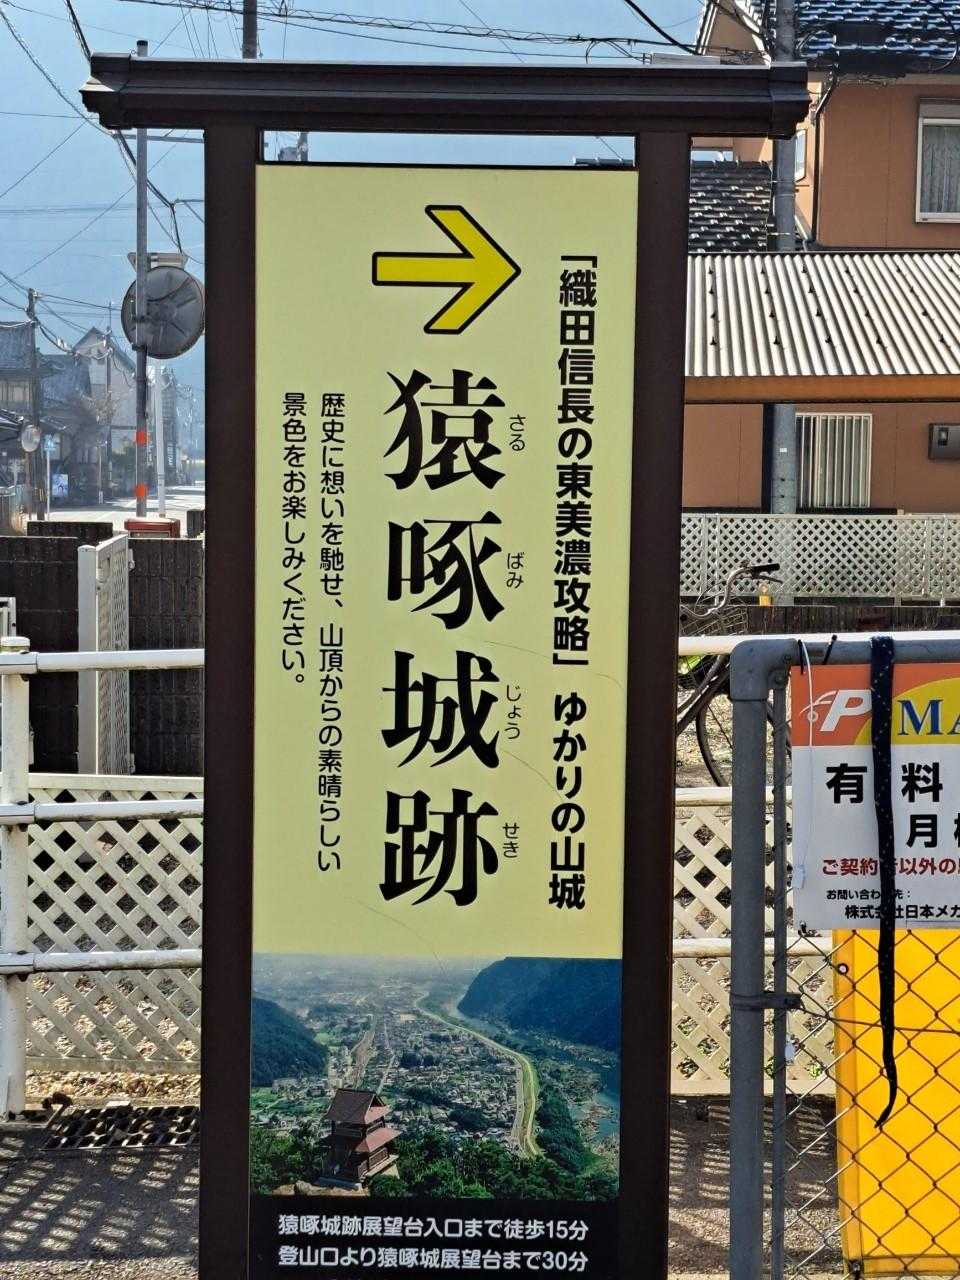 「織田信長の東美濃攻略」ゆかりの山城
猿啄城跡
さる
ばみ
じょう
せき
歴史に想いを馳せ、山頂からの素晴らしい
景色をお楽しみください。
猿啄城跡展望台入口まで徒歩15分
登山口より猿啄城展望台まで30分
P
有料
月
ご契約者以外の
お問い合わせ先：
株式会社日本メガ